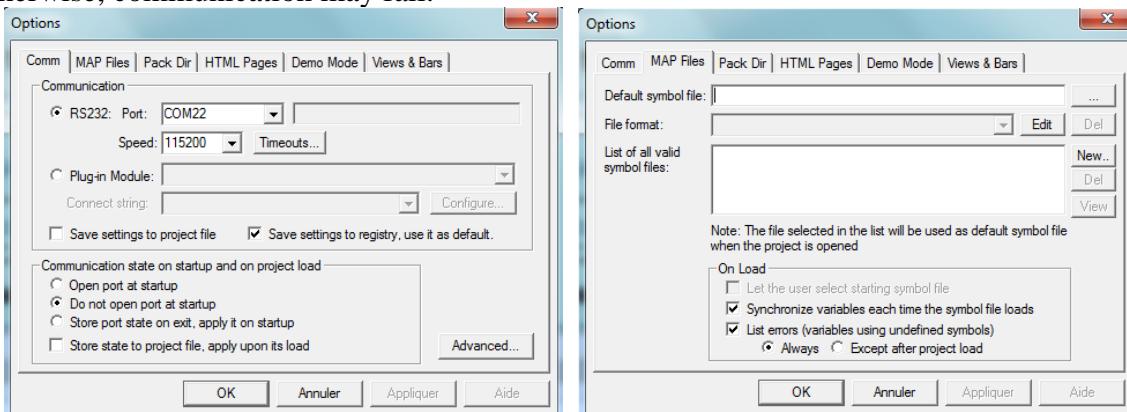 Options
Comm MAP Files Pack Dir HTML Pages Demo Mode Views & Bars
Communication
RS232: Port: COM22
Speed: 115200 Timeouts...
Plug-in Module:
Connect string: Configure...
Save settings to project file Save settings to registry, use it as default.
Communication state on startup and on project load
Open port at startup
Do not open port at startup
Store port state on exit, apply it on startup
Store state to project file, apply upon its load Advanced...
OK Annuler Appliquer Aide
Options
Comm MAP Files Pack Dir HTML Pages Demo Mode Views & Bars
Default symbol file: ...
File format: Edit Del
List of all valid
symbol files:
New..
Del
View
Note: The file selected in the list will be used as default symbol file
when the project is opened
On Load
Let the user select starting symbol file
Synchronize variables each time the symbol file loads
List errors (variables using undefined symbols)
Always Except after project load
OK Annuler Appliquer Aide